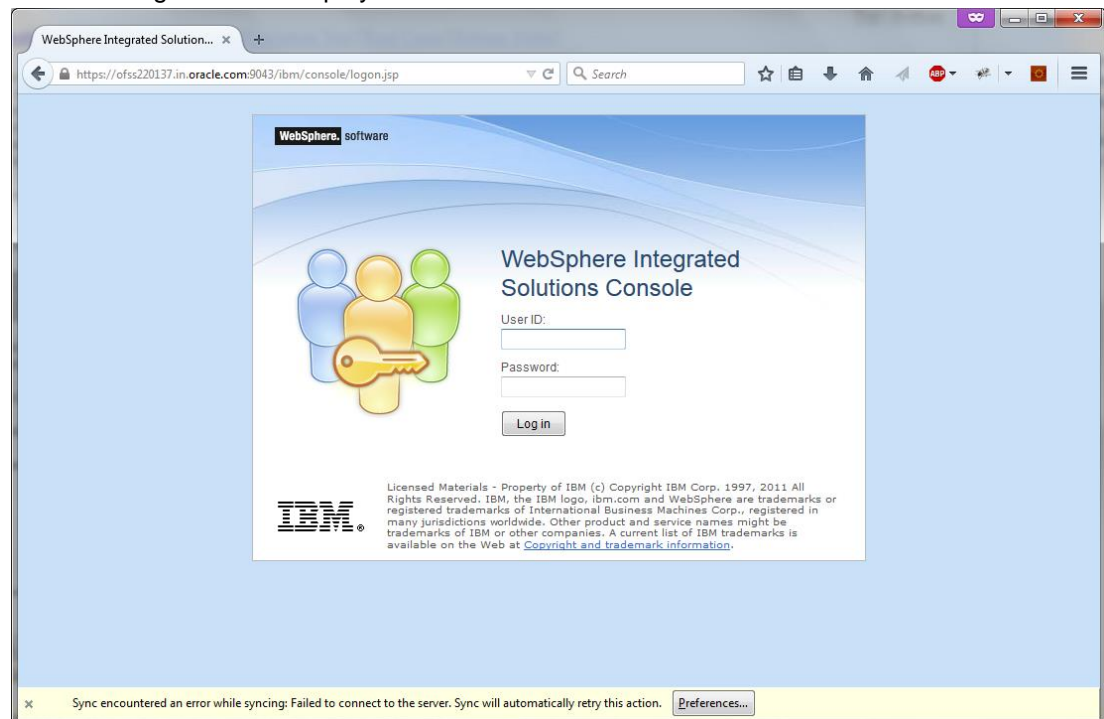 WebSphere Integrated Solution... × +
https://ofss220137.in.oracle.com:9043/ibm/console/logon.jsp Search ABP
WebSphere. software
WebSphere Integrated
Solutions Console
User ID:
Password:
Log in
Licensed Materials - Property of IBM (c) Copyright IBM Corp. 1997, 2011 All
Rights Reserved. IBM, the IBM logo, ibm.com and WebSphere are trademarks or
registered trademarks of International Business Machines Corp., registered in
many jurisdictions worldwide. Other product and service names might be
trademarks of IBM or other companies. A current list of IBM trademarks is
available on the Web at Copyright and trademark information.
IBM®
× Sync encountered an error while syncing: Failed to connect to the server. Sync will automatically retry this action. Preferences...